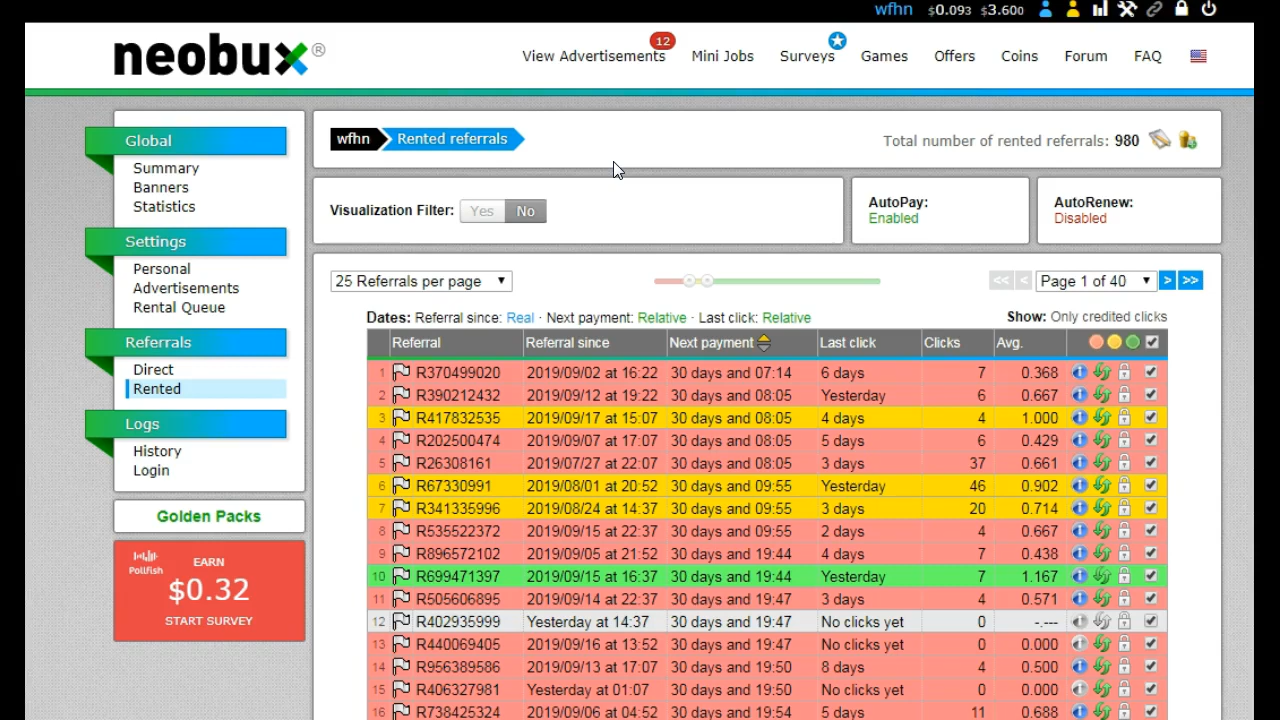 wfhn $0.093 $3.600
neobux®
View Advertisements 12 Mini Jobs Surveys Games Offers Coins Forum FAQ
Global
Summary
Banners
Statistics
Settings
Personal
Advertisements
Rental Queue
Referrals
Direct
Rented
Logs
History
Login
Golden Packs
Pollfish
EARN
$0.32
START SURVEY
wfhn Rented referrals
Total number of rented referrals: 980
Visualization Filter: Yes No
AutoPay:
Enabled
AutoRenew:
Disabled
25 Referrals per page
<< < Page 1 of 40 > >>
Dates: Referral since: Real · Next payment: Relative · Last click: Relative
Show: Only credited clicks
Referral Referral since Next payment Last click Clicks Avg.
1 R370499020 2019/09/02 at 16:22 30 days and 07:14 6 days 7 0.368
2 R390212432 2019/09/12 at 19:22 30 days and 08:05 Yesterday 6 0.667
3 R417832535 2019/09/17 at 15:07 30 days and 08:05 4 days 4 1.000
4 R202500474 2019/09/07 at 17:07 30 days and 08:05 5 days 6 0.429
5 R26308161 2019/07/27 at 22:07 30 days and 08:05 3 days 37 0.661
6 R67330991 2019/08/01 at 20:52 30 days and 09:55 Yesterday 46 0.902
7 R341335996 2019/08/24 at 14:37 30 days and 09:55 3 days 20 0.714
8 R535522372 2019/09/15 at 22:37 30 days and 09:55 2 days 4 0.667
9 R896572102 2019/09/05 at 21:52 30 days and 19:44 4 days 7 0.438
10 R699471397 2019/09/15 at 16:37 30 days and 19:44 Yesterday 7 1.167
11 R505606895 2019/09/14 at 22:37 30 days and 19:47 3 days 4 0.571
12 R402935999 Yesterday at 14:37 30 days and 19:47 No clicks yet 0 -.---
13 R440069405 2019/09/16 at 13:52 30 days and 19:47 No clicks yet 0 0.000
14 R956389586 2019/09/13 at 17:07 30 days and 19:50 8 days 4 0.500
15 R406327981 Yesterday at 01:07 30 days and 19:50 No clicks yet 0 0.000
16 R738425324 2019/09/06 at 04:52 30 days and 19:54 5 days 11 0.688